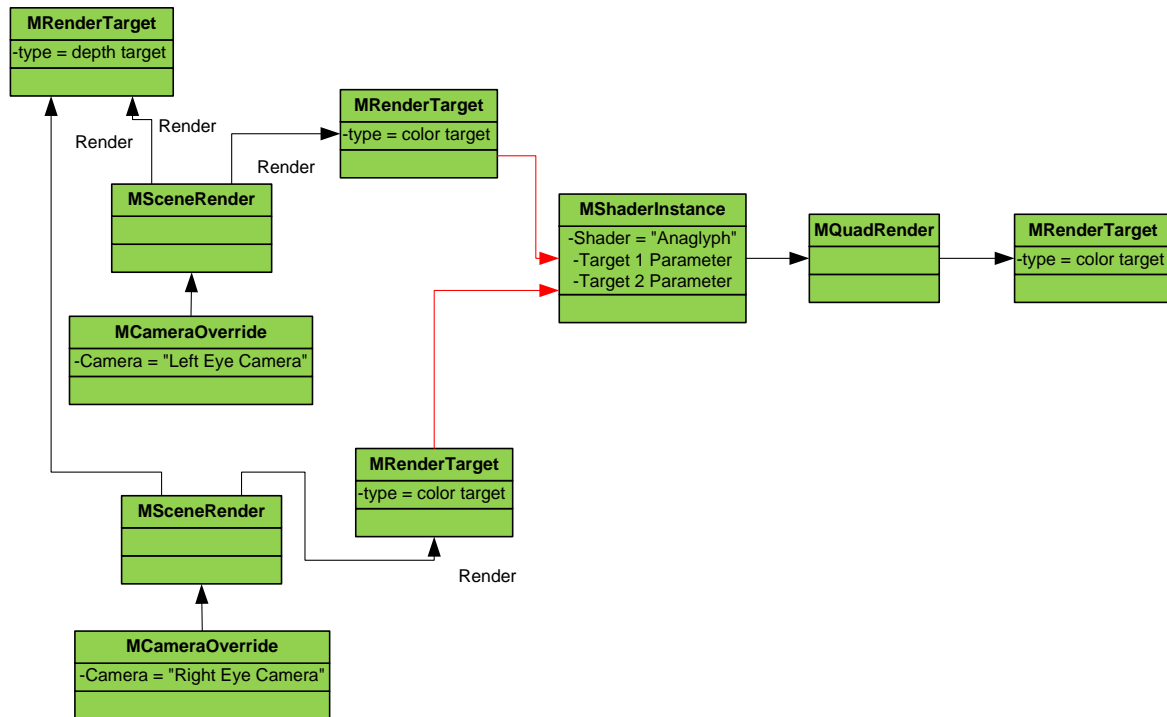 MRenderTarget
-type = depth target
Render
Render
MRenderTarget
-type = color target
Render
MSceneRender
MShaderInstance
-Shader = "Anaglyph"
-Target 1 Parameter
-Target 2 Parameter
MQuadRender
MRenderTarget
-type = color target
MCameraOverride
-Camera = "Left Eye Camera"
MRenderTarget
-type = color target
MSceneRender
Render
MCameraOverride
-Camera = "Right Eye Camera"